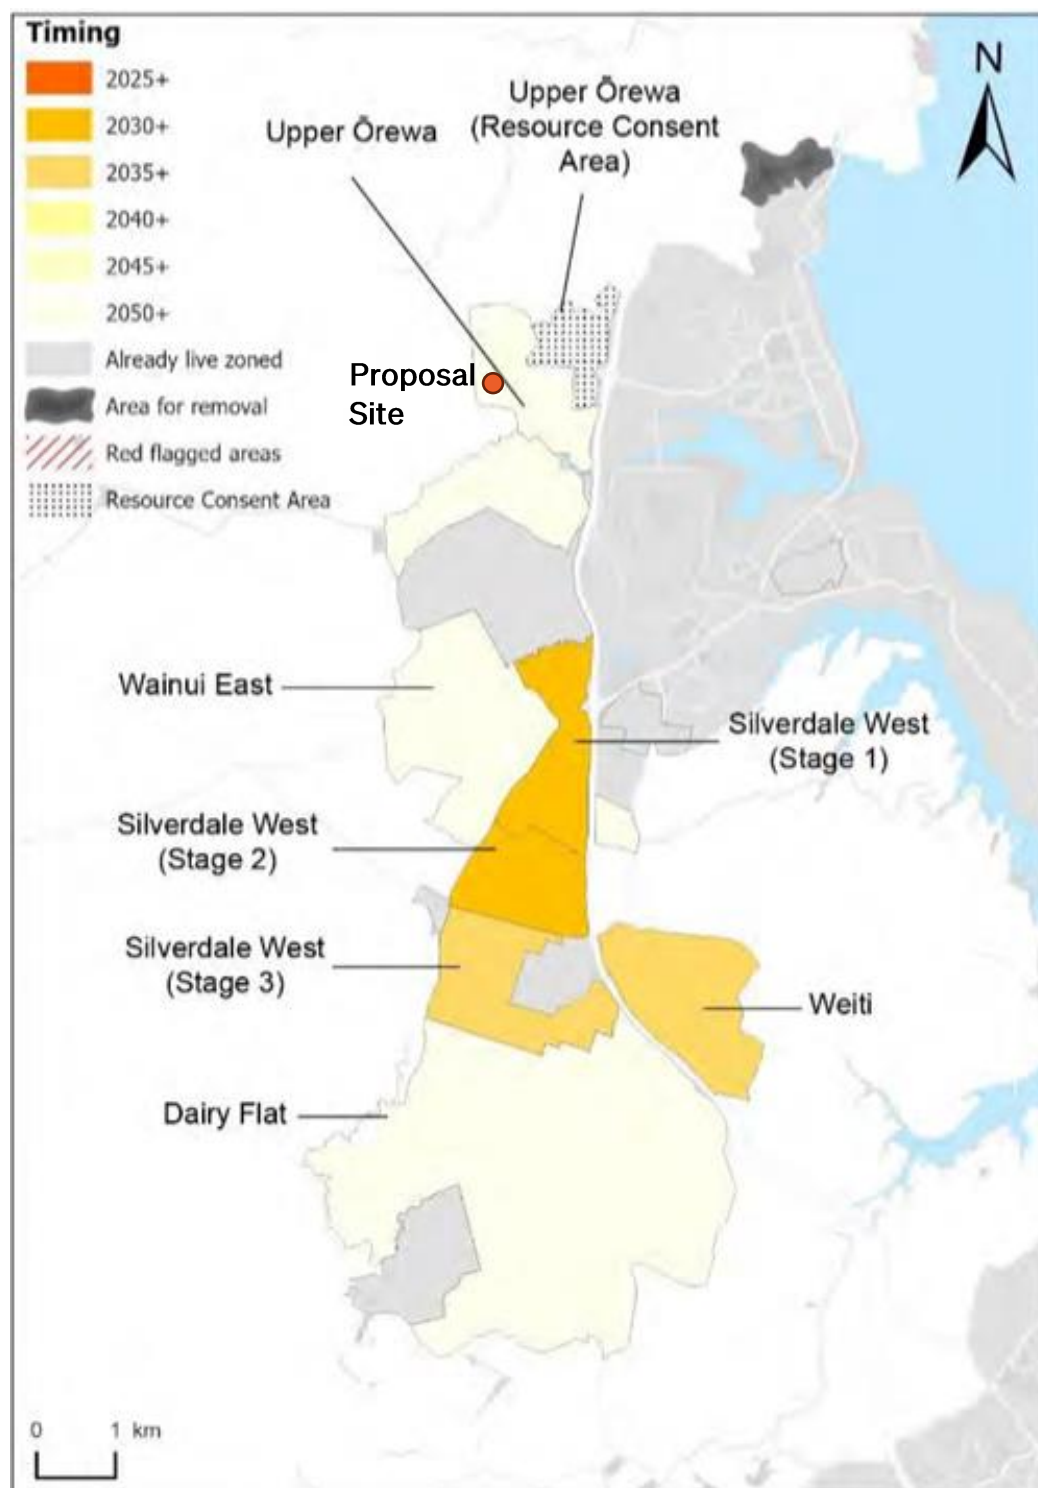 Timing
2025+
2030+
2035+
2040+
2045+
2050+
Already live zoned
Area for removal
Red flagged areas
Resource Consent Area
N
Upper Ōrewa
Upper Ōrewa
(Resource Consent
Area)
Proposal
Site
Wainui East
Silverdale West
(Stage 1)
Silverdale West
(Stage 2)
Silverdale West
(Stage 3)
Weiti
Dairy Flat
0 1 km